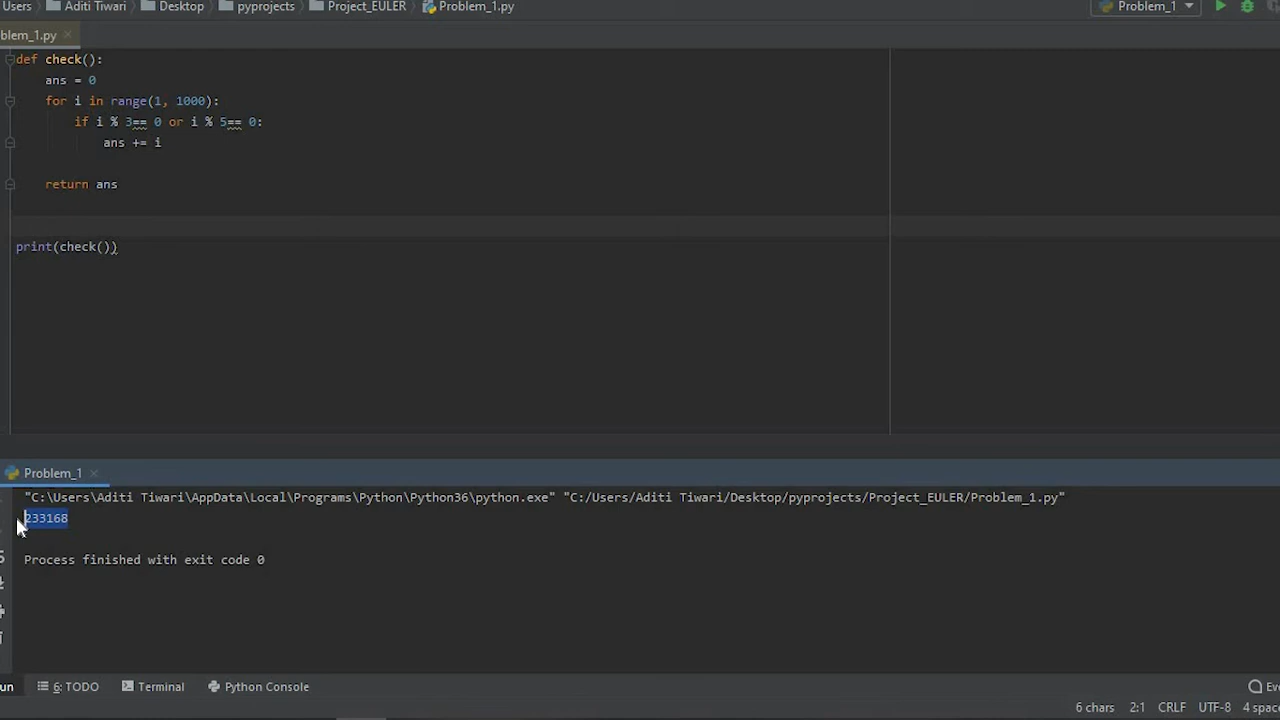 Users Aditi Tiwari Desktop pyprojects Project_EULER Problem_1.py Problem_1
blem_1.py
def check():
    ans = 0
    for i in range(1, 1000):
        if i % 3== 0 or i % 5== 0:
            ans += i
    return ans
print(check())
Problem_1
"C:\Users\Aditi Tiwari\AppData\Local\Programs\Python\Python36\python.exe" "C:/Users/Aditi Tiwari/Desktop/pyprojects/Project_EULER/Problem_1.py"
233168
Process finished with exit code 0
un 6: TODO Terminal Python Console Eve
6 chars 2:1 CRLF UTF-8 4 space